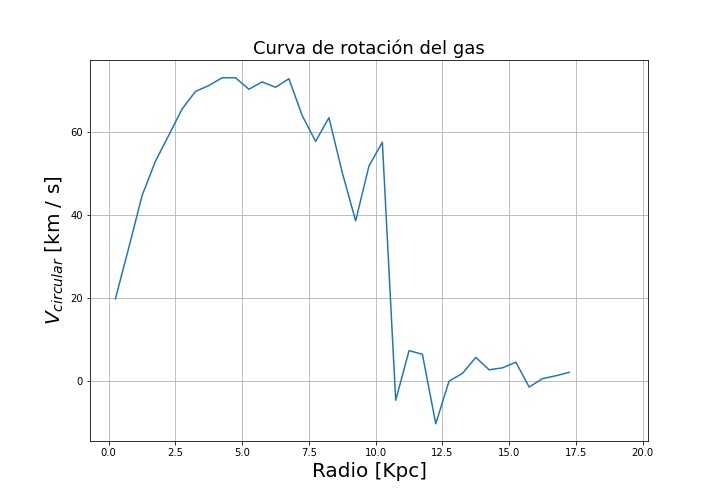 Curva de rotación del gas
V_circular [km / s]
60
40
20
0
0.0 2.5 5.0 7.5 10.0 12.5 15.0 17.5 20.0
Radio [Kpc]